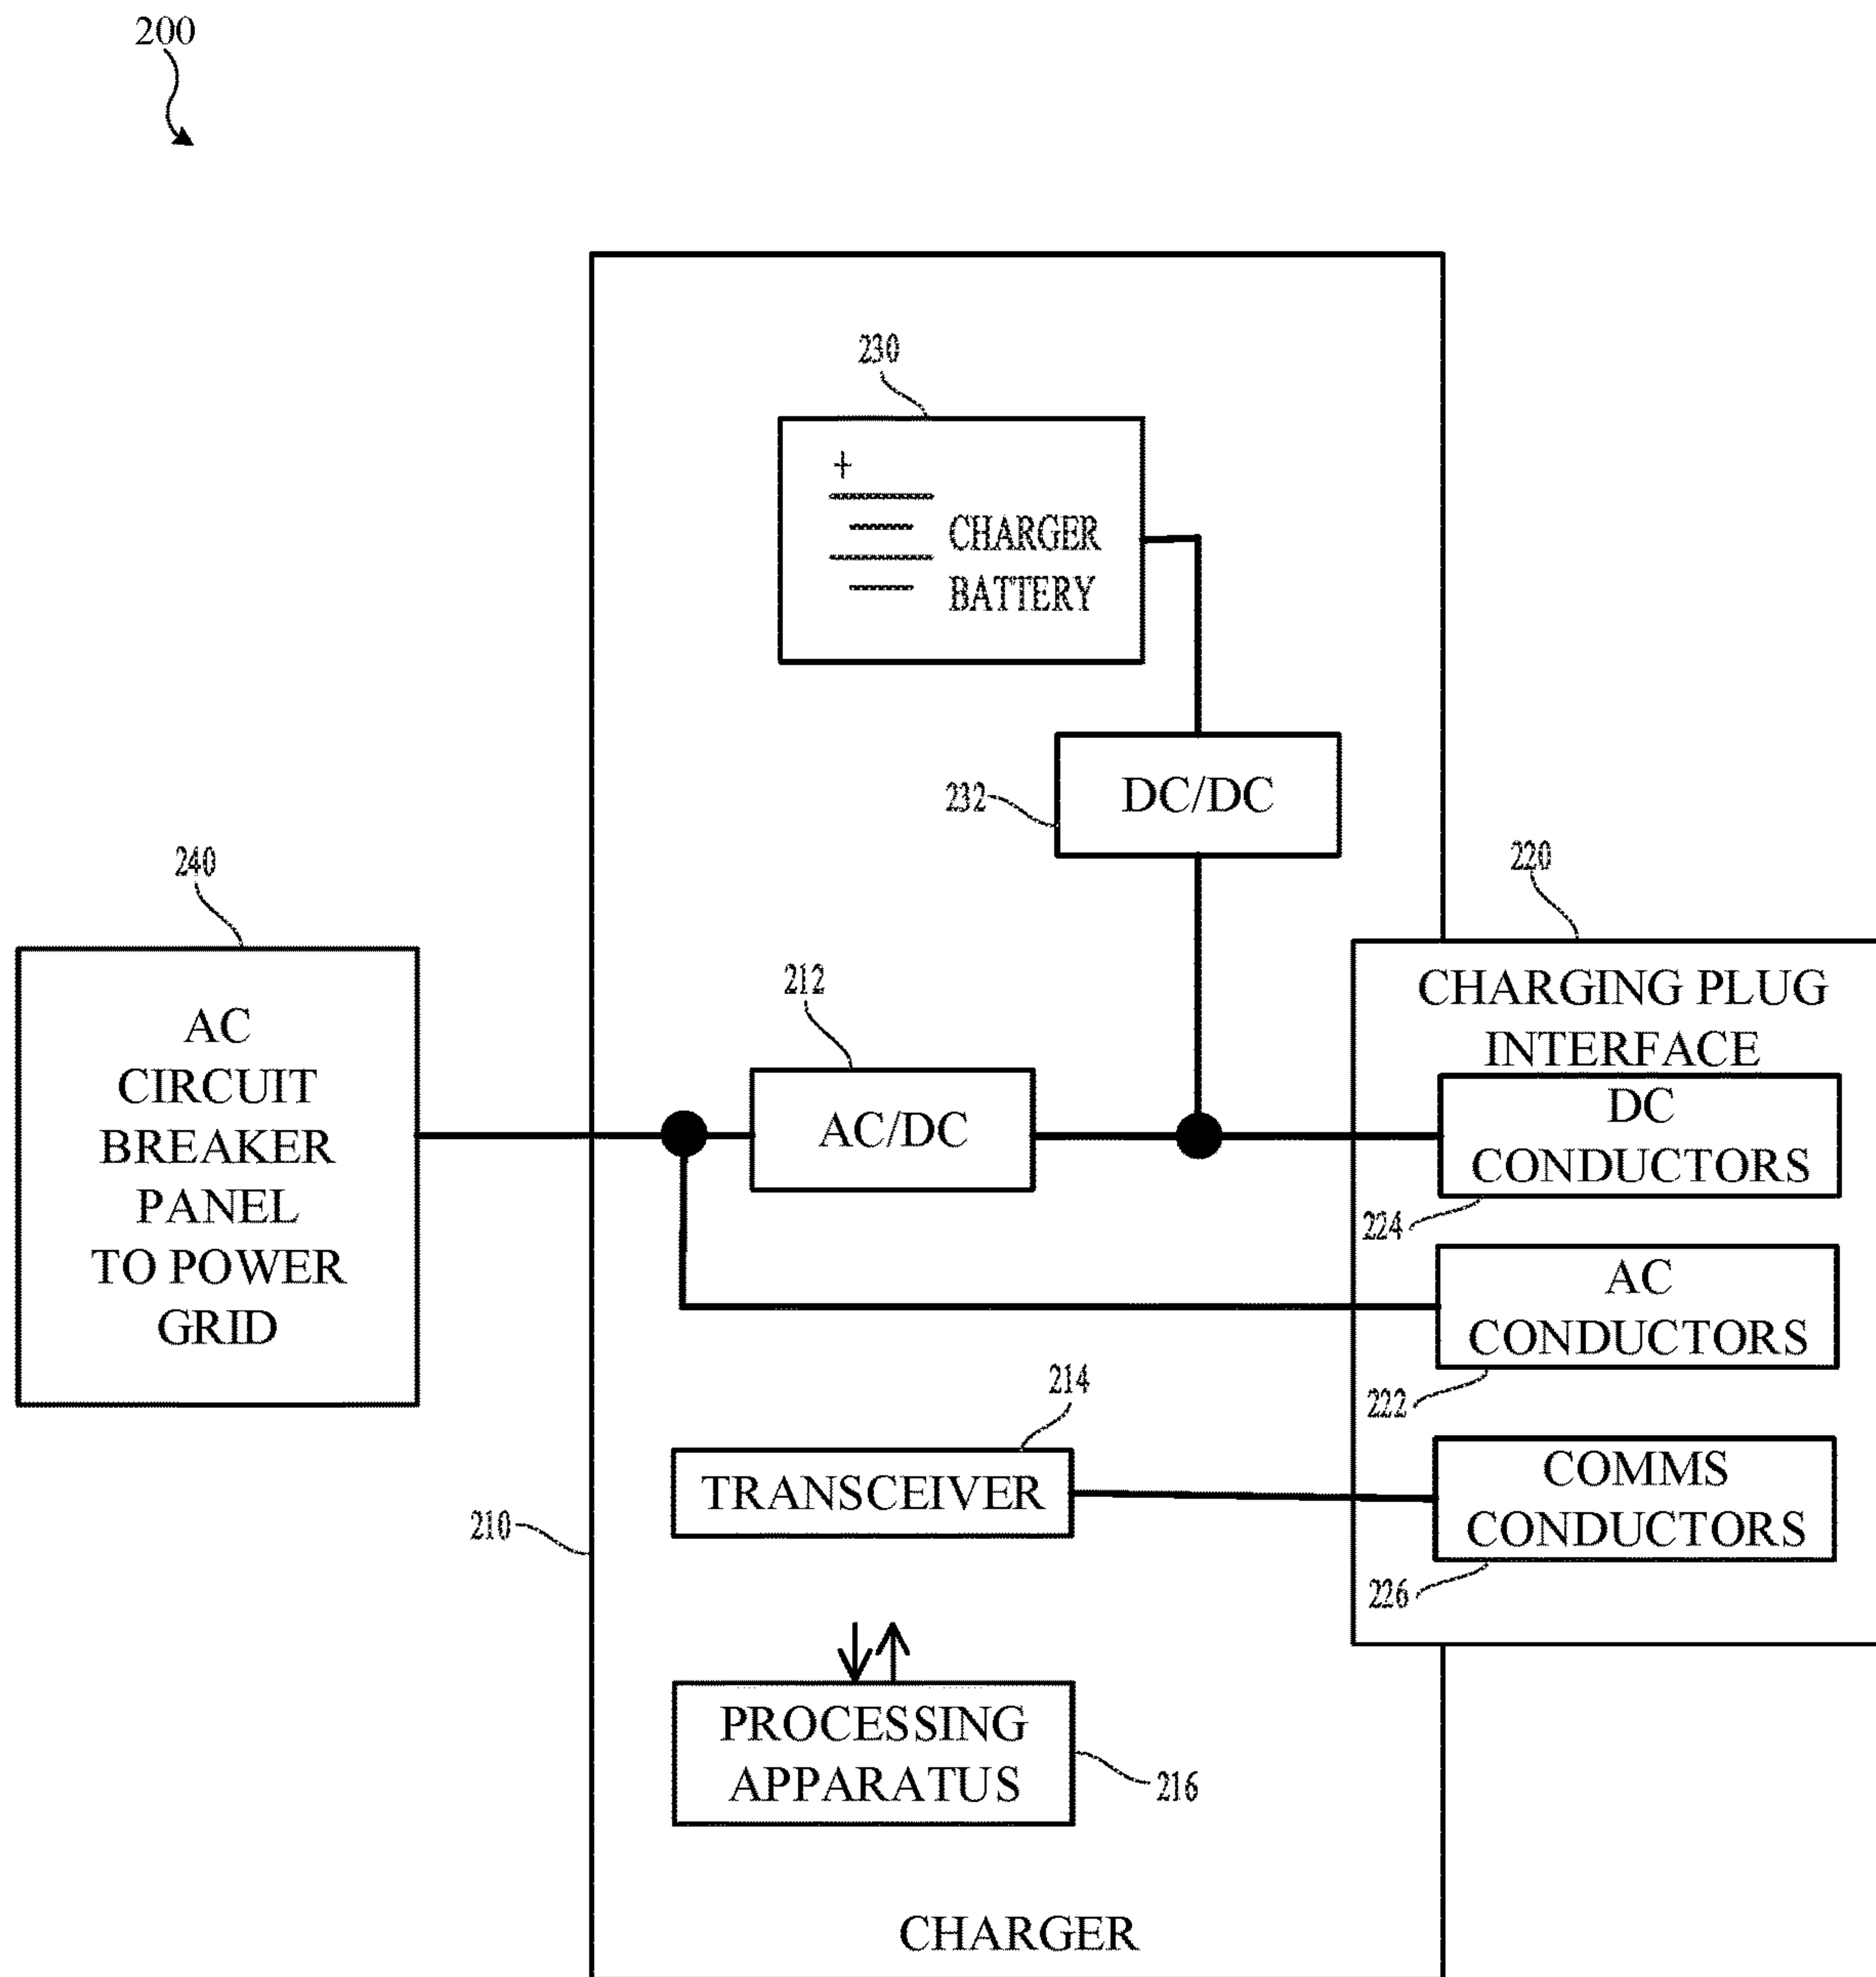 200
230
+
CHARGER
BATTERY
232
DC/DC
240
AC
CIRCUIT
BREAKER
PANEL
TO POWER
GRID
212
AC/DC
220
CHARGING PLUG
INTERFACE
DC
CONDUCTORS
224
AC
CONDUCTORS
222
214
TRANSCEIVER
COMMS
CONDUCTORS
226
210
PROCESSING
APPARATUS
216
CHARGER